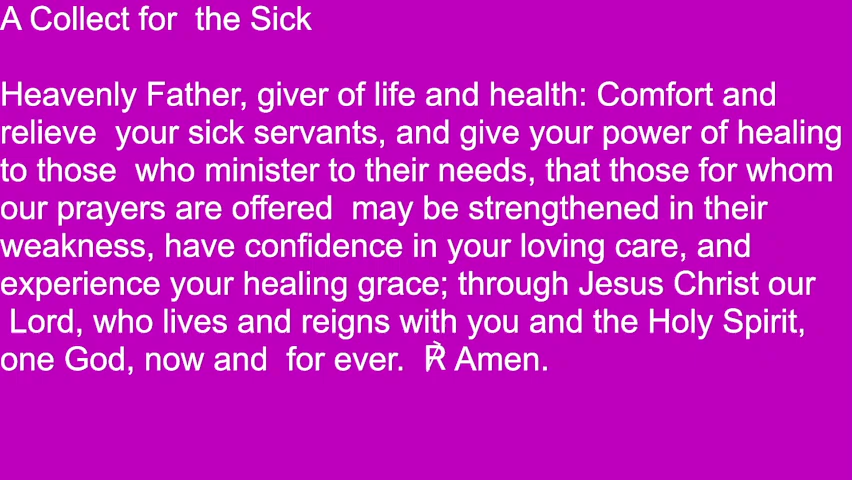 A Collect for  the Sick
Heavenly Father, giver of life and health: Comfort and
relieve  your sick servants, and give your power of healing
to those  who minister to their needs, that those for whom
our prayers are offered  may be strengthened in their
weakness, have confidence in your loving care, and
experience your healing grace; through Jesus Christ our
 Lord, who lives and reigns with you and the Holy Spirit,
one God, now and  for ever.  ℟ Amen.